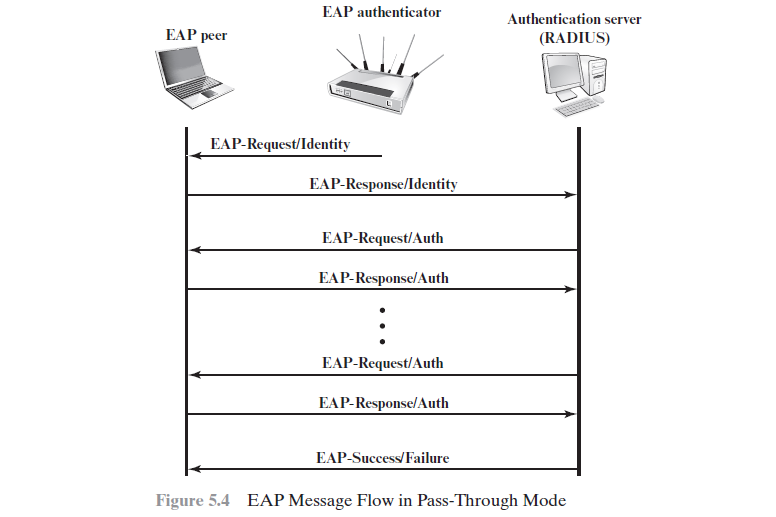 EAP peer
EAP authenticator
Authentication server
(RADIUS)
EAP-Request/Identity
EAP-Response/Identity
EAP-Request/Auth
EAP-Response/Auth
EAP-Request/Auth
EAP-Response/Auth
EAP-Success/Failure
Figure 5.4 EAP Message Flow in Pass-Through Mode